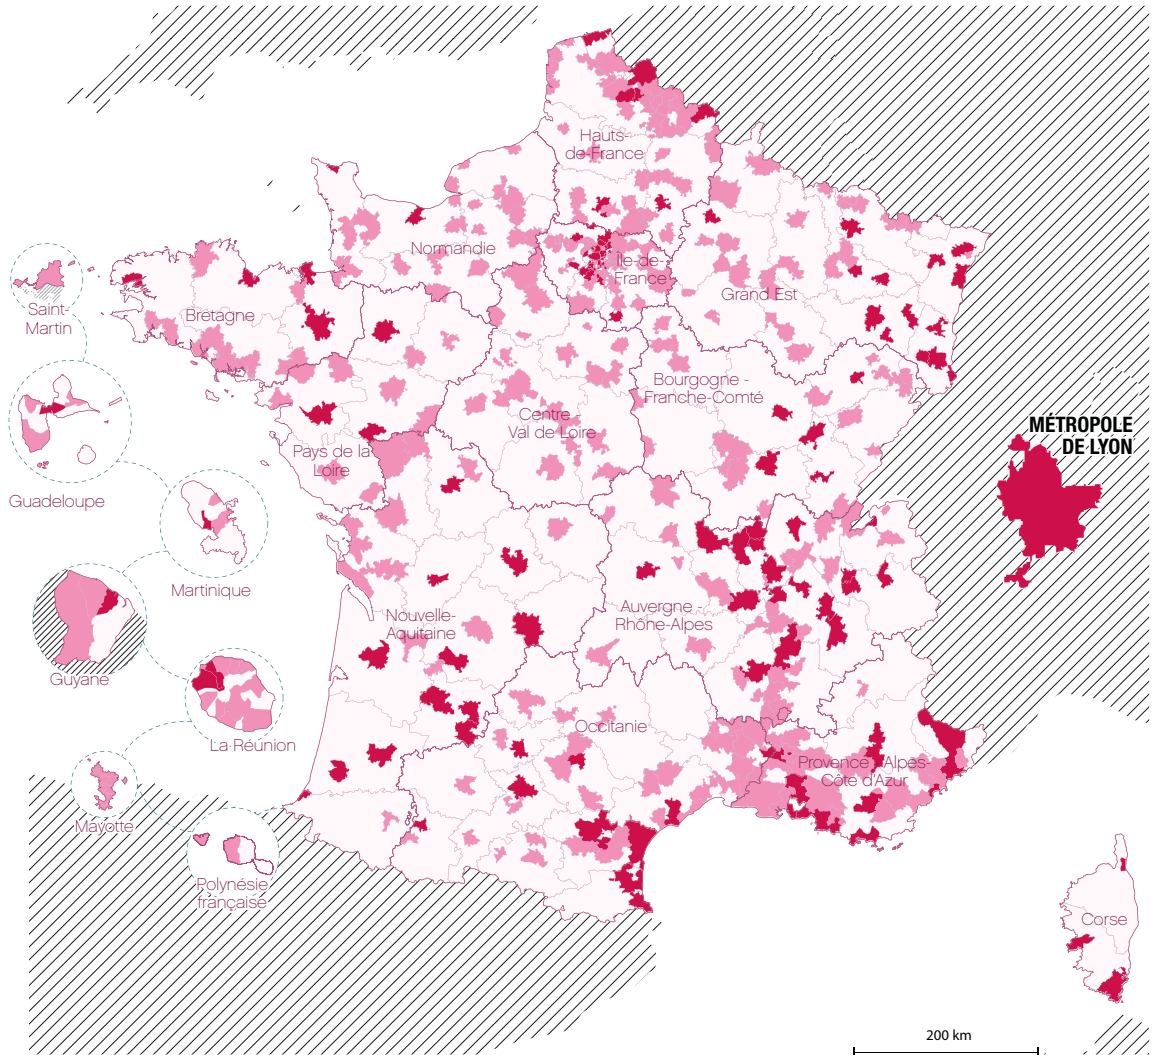 Hauts-
de-France
Normandie
Île-de-
France
Grand Est
Saint-
Martin
Bretagne
Bourgogne -
Franche-Comté
Centre -
Val de Loire
MÉTROPOLE
DE LYON
Pays de la
Loire
Guadeloupe
Martinique
Nouvelle-
Aquitaine
Auvergne -
Rhône-Alpes
Guyane
La Réunion
Occitanie
Provence - Alpes-
Côte d'Azur
Mayotte
Polynésie
française
Corse
200 km